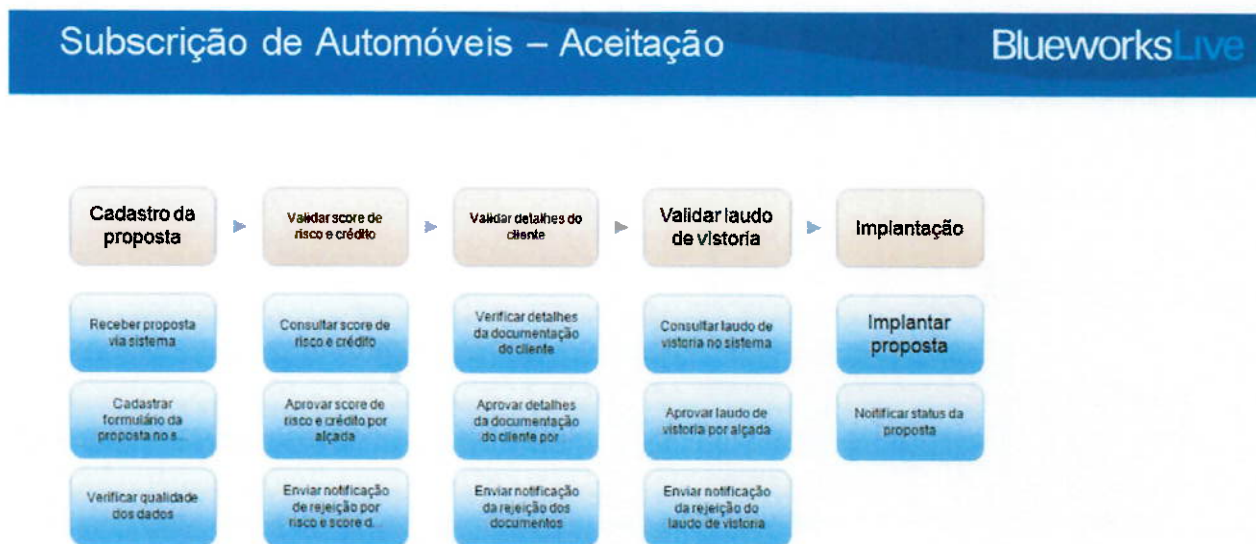 Subscrição de Automóveis – Aceitação
BlueworksLive
Cadastro da
proposta
Validar score de
risco e crédito
Validar detalhes do
cliente
Validar laudo
de vistoria
Implantação
Receber proposta
via sistema
Consultar score de
risco e crédito
Verificar detalhes
da documentação
do cliente
Consultar laudo de
vistoria no sistema
Implantar
proposta
Cadastrar
formulário da
proposta no s...
Aprovar score de
risco e crédito por
alçada
Aprovar detalhes
da documentação
do cliente por ...
Aprovar laudo de
vistoria por alçada
Noitificar status da
proposta
Verificar qualidade
dos dados
Enviar notificação
de rejeição por
risco e score d...
Enviar notificação
da rejeição dos
documentos
Enviar notificação
da rejeição do
laudo de vistoria